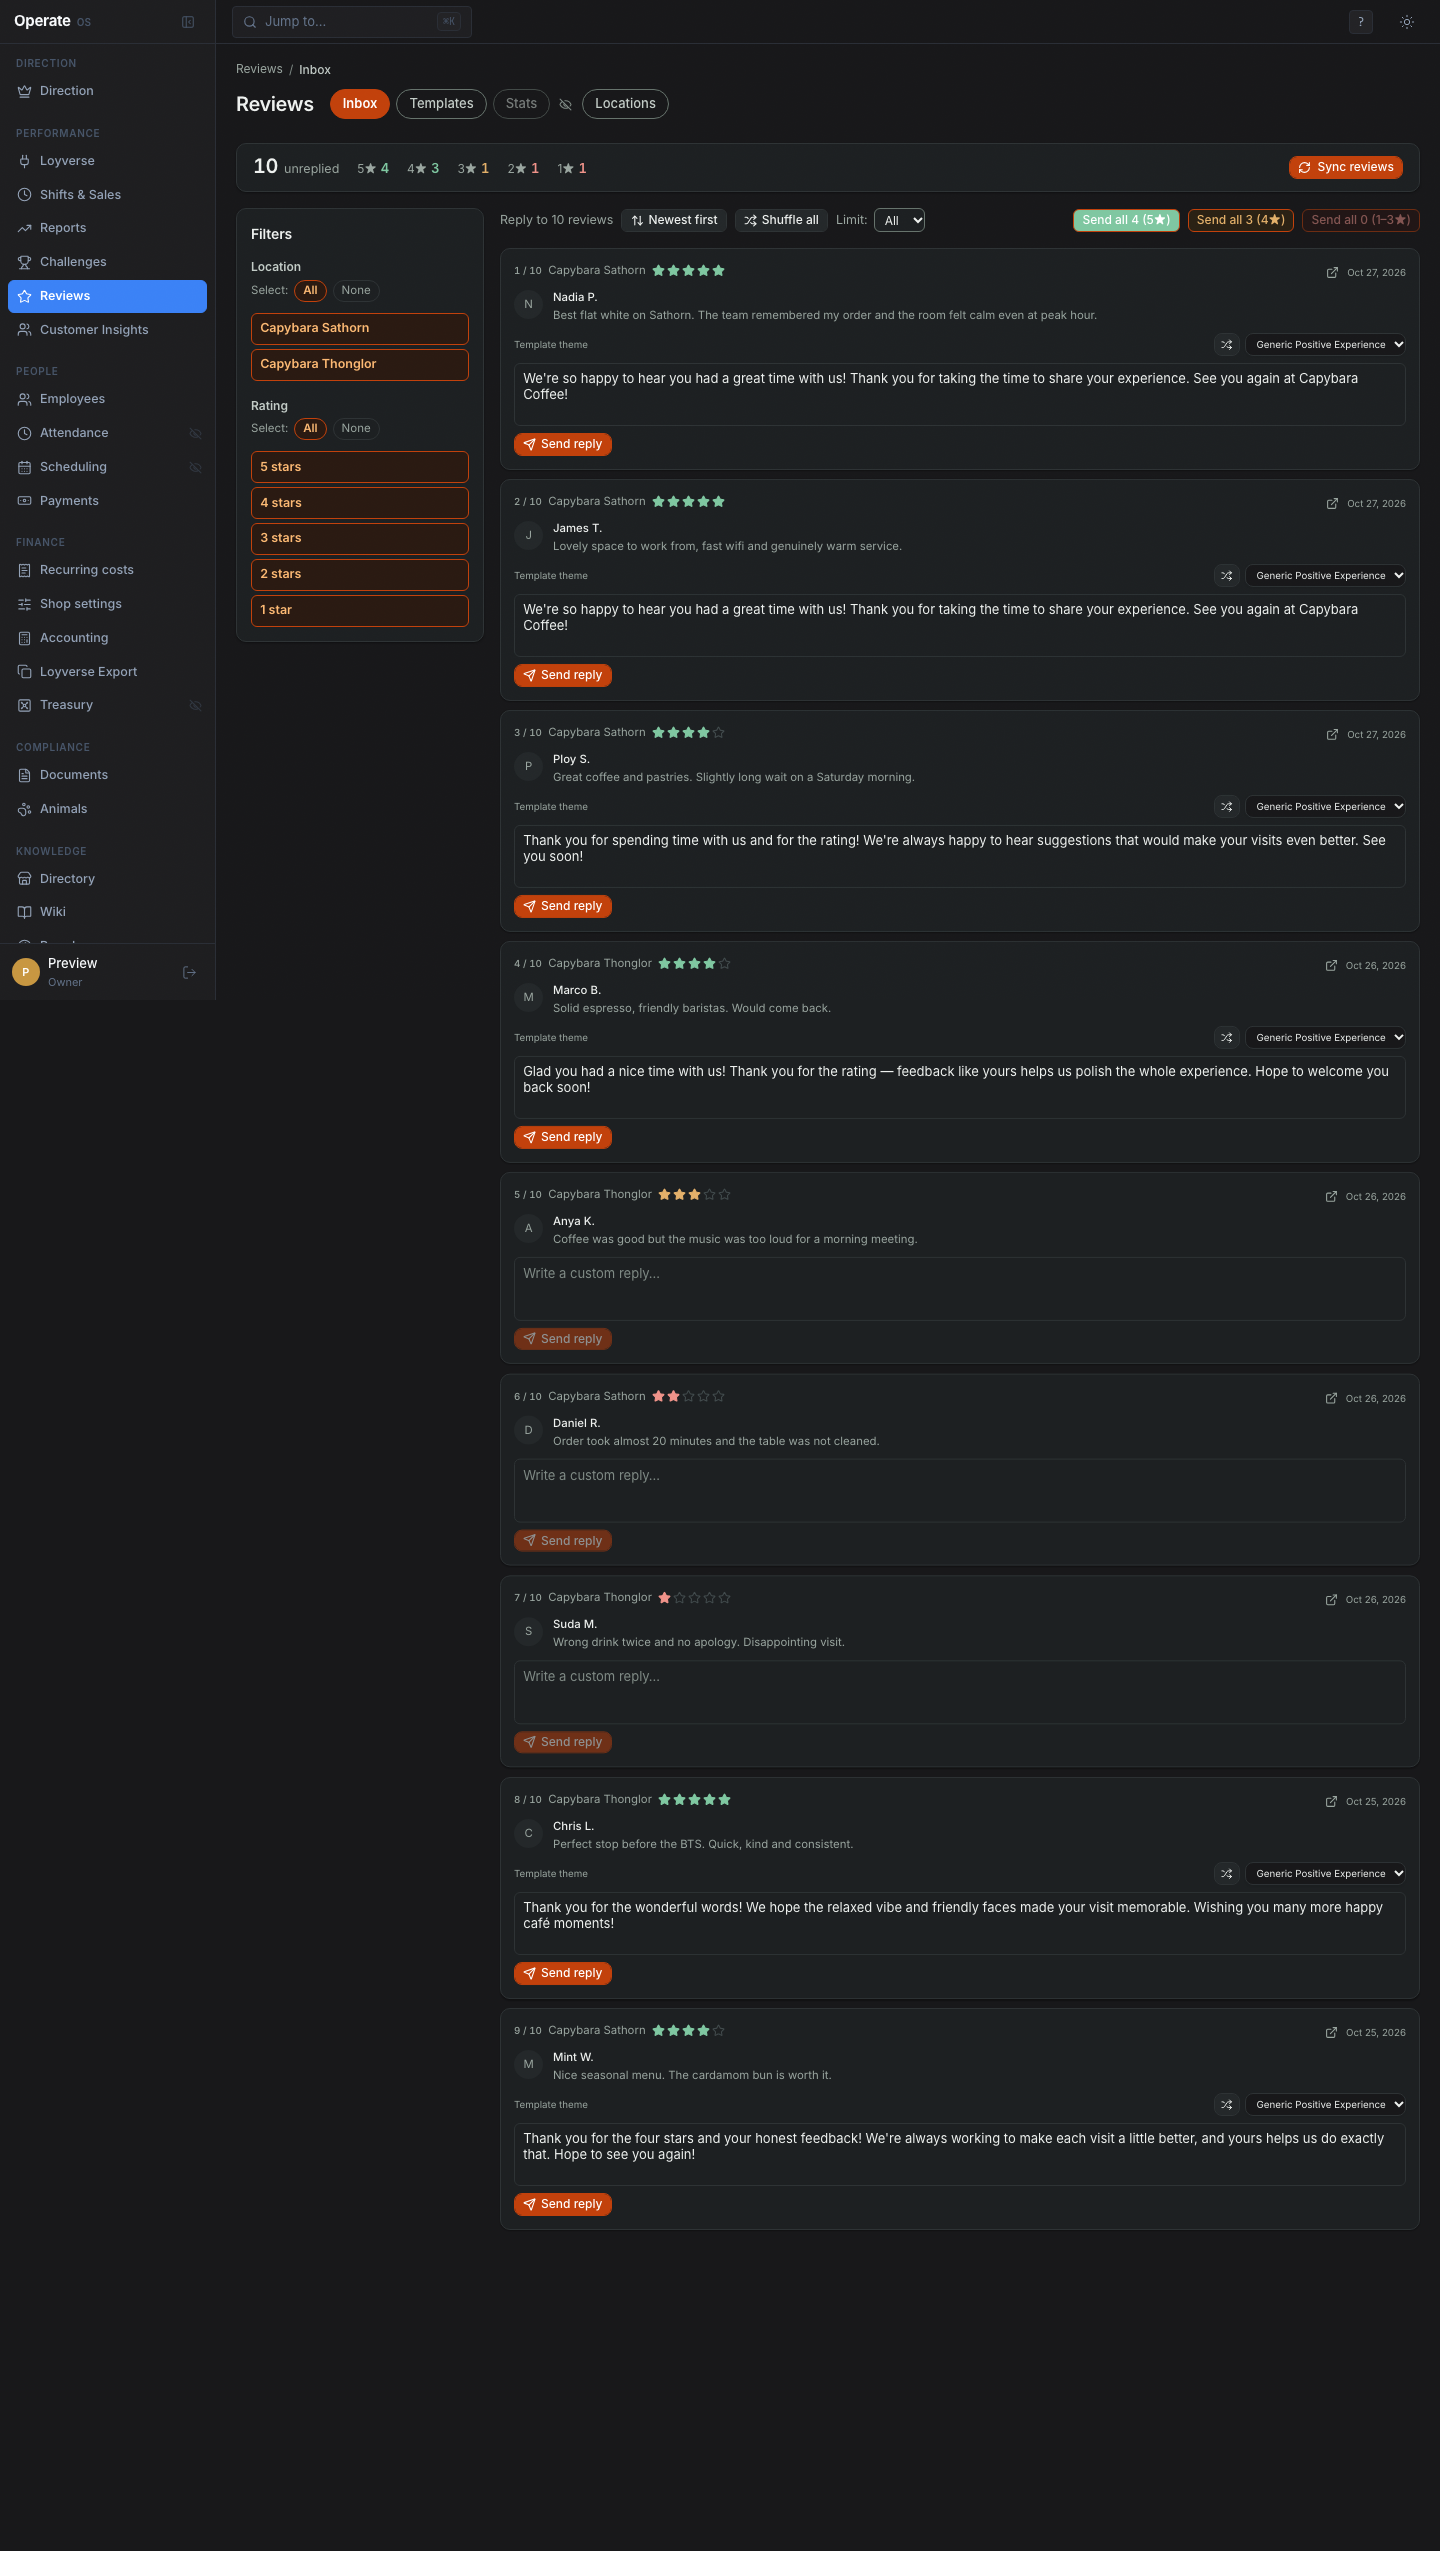 Operate OS
Jump to...
⌘K
?
DIRECTION
Direction
PERFORMANCE
Loyverse
Shifts & Sales
Reports
Challenges
Reviews
Customer Insights
PEOPLE
Employees
Attendance
Scheduling
Payments
FINANCE
Recurring costs
Shop settings
Accounting
Loyverse Export
Treasury
COMPLIANCE
Documents
Animals
KNOWLEDGE
Directory
Wiki
P
Preview
Owner
Reviews / Inbox
Reviews
Inbox
Templates
Stats
Locations
10 unreplied 5★ 4 4★ 3 3★ 1 2★ 1 1★ 1
Sync reviews
Filters
Location
Select: All None
Capybara Sathorn
Capybara Thonglor
Rating
Select: All None
5 stars
4 stars
3 stars
2 stars
1 star
Reply to 10 reviews
Newest first
Shuffle all
Limit: All
Send all 4 (5★)
Send all 3 (4★)
Send all 0 (1–3★)
1 / 10 Capybara Sathorn
Oct 27, 2026
N
Nadia P.
Best flat white on Sathorn. The team remembered my order and the room felt calm even at peak hour.
Template theme
Generic Positive Experience
We're so happy to hear you had a great time with us! Thank you for taking the time to share your experience. See you again at Capybara
Coffee!
Send reply
2 / 10 Capybara Sathorn
Oct 27, 2026
J
James T.
Lovely space to work from, fast wifi and genuinely warm service.
Template theme
Generic Positive Experience
We're so happy to hear you had a great time with us! Thank you for taking the time to share your experience. See you again at Capybara
Coffee!
Send reply
3 / 10 Capybara Sathorn
Oct 27, 2026
P
Ploy S.
Great coffee and pastries. Slightly long wait on a Saturday morning.
Template theme
Generic Positive Experience
Thank you for spending time with us and for the rating! We're always happy to hear suggestions that would make your visits even better. See
you soon!
Send reply
4 / 10 Capybara Thonglor
Oct 26, 2026
M
Marco B.
Solid espresso, friendly baristas. Would come back.
Template theme
Generic Positive Experience
Glad you had a nice time with us! Thank you for the rating — feedback like yours helps us polish the whole experience. Hope to welcome you
back soon!
Send reply
5 / 10 Capybara Thonglor
Oct 26, 2026
A
Anya K.
Coffee was good but the music was too loud for a morning meeting.
Write a custom reply...
Send reply
6 / 10 Capybara Sathorn
Oct 26, 2026
D
Daniel R.
Order took almost 20 minutes and the table was not cleaned.
Write a custom reply...
Send reply
7 / 10 Capybara Thonglor
Oct 26, 2026
S
Suda M.
Wrong drink twice and no apology. Disappointing visit.
Write a custom reply...
Send reply
8 / 10 Capybara Thonglor
Oct 25, 2026
C
Chris L.
Perfect stop before the BTS. Quick, kind and consistent.
Template theme
Generic Positive Experience
Thank you for the wonderful words! We hope the relaxed vibe and friendly faces made your visit memorable. Wishing you many more happy
café moments!
Send reply
9 / 10 Capybara Sathorn
Oct 25, 2026
M
Mint W.
Nice seasonal menu. The cardamom bun is worth it.
Template theme
Generic Positive Experience
Thank you for the four stars and your honest feedback! We're always working to make each visit a little better, and yours helps us do exactly
that. Hope to see you again!
Send reply